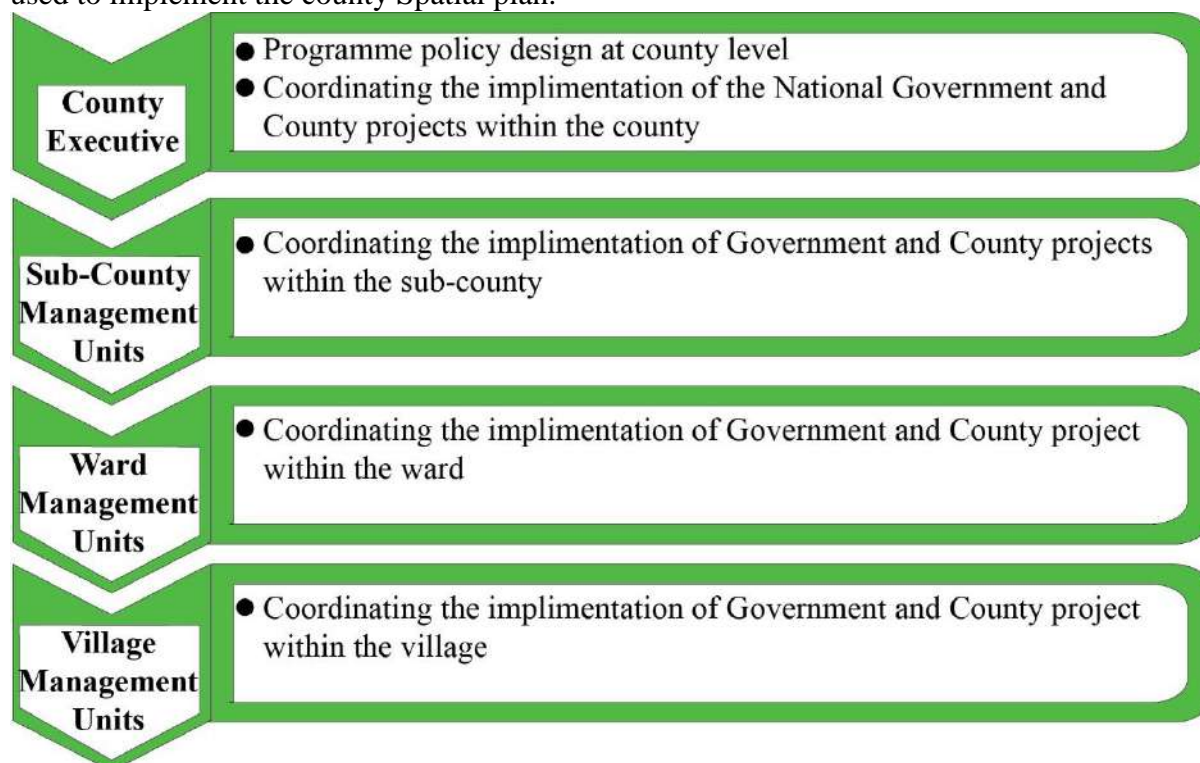 used to implement the county Spatial plan.
County
Executive
● Programme policy design at county level
● Coordinating the implimentation of the National Government and
County projects within the county
Sub-County
Management
Units
● Coordinating the implimentation of Government and County projects
within the sub-county
Ward
Management
Units
● Coordinating the implimentation of Government and County project
within the ward
Village
Management
Units
● Coordinating the implimentation of Government and County project
within the village